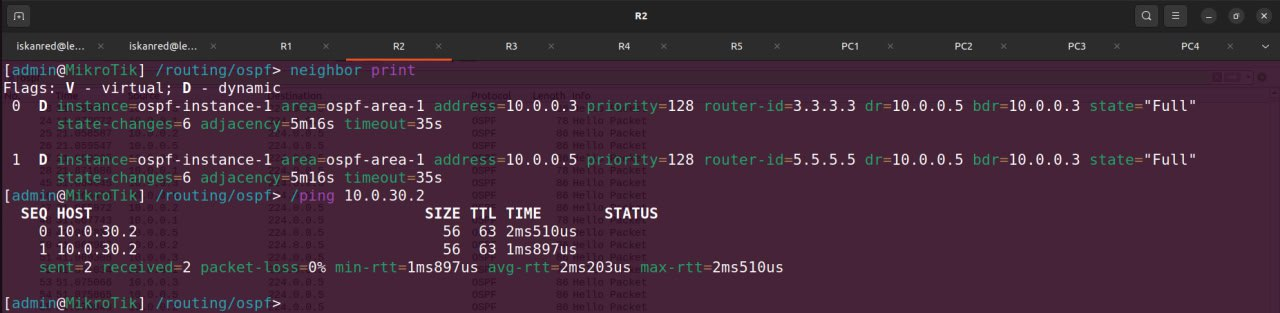 R2
iskanred@le... iskanred@le... R1 R2 R3 R4 R5 PC1 PC2 PC3 PC4
[admin@MikroTik] /routing/ospf> neighbor print
Flags: V - virtual; D - dynamic
0 D instance=ospf-instance-1 area=ospf-area-1 address=10.0.0.3 priority=128 router-id=3.3.3.3 dr=10.0.0.5 bdr=10.0.0.3 state="Full"
state-changes=6 adjacency=5m16s timeout=35s
1 D instance=ospf-instance-1 area=ospf-area-1 address=10.0.0.5 priority=128 router-id=5.5.5.5 dr=10.0.0.5 bdr=10.0.0.3 state="Full"
state-changes=6 adjacency=5m16s timeout=35s
[admin@MikroTik] /routing/ospf> /ping 10.0.30.2
SEQ HOST SIZE TTL TIME STATUS
0 10.0.30.2 56 63 2ms510us
1 10.0.30.2 56 63 1ms897us
sent=2 received=2 packet-loss=0% min-rtt=1ms897us avg-rtt=2ms203us max-rtt=2ms510us
[admin@MikroTik] /routing/ospf>